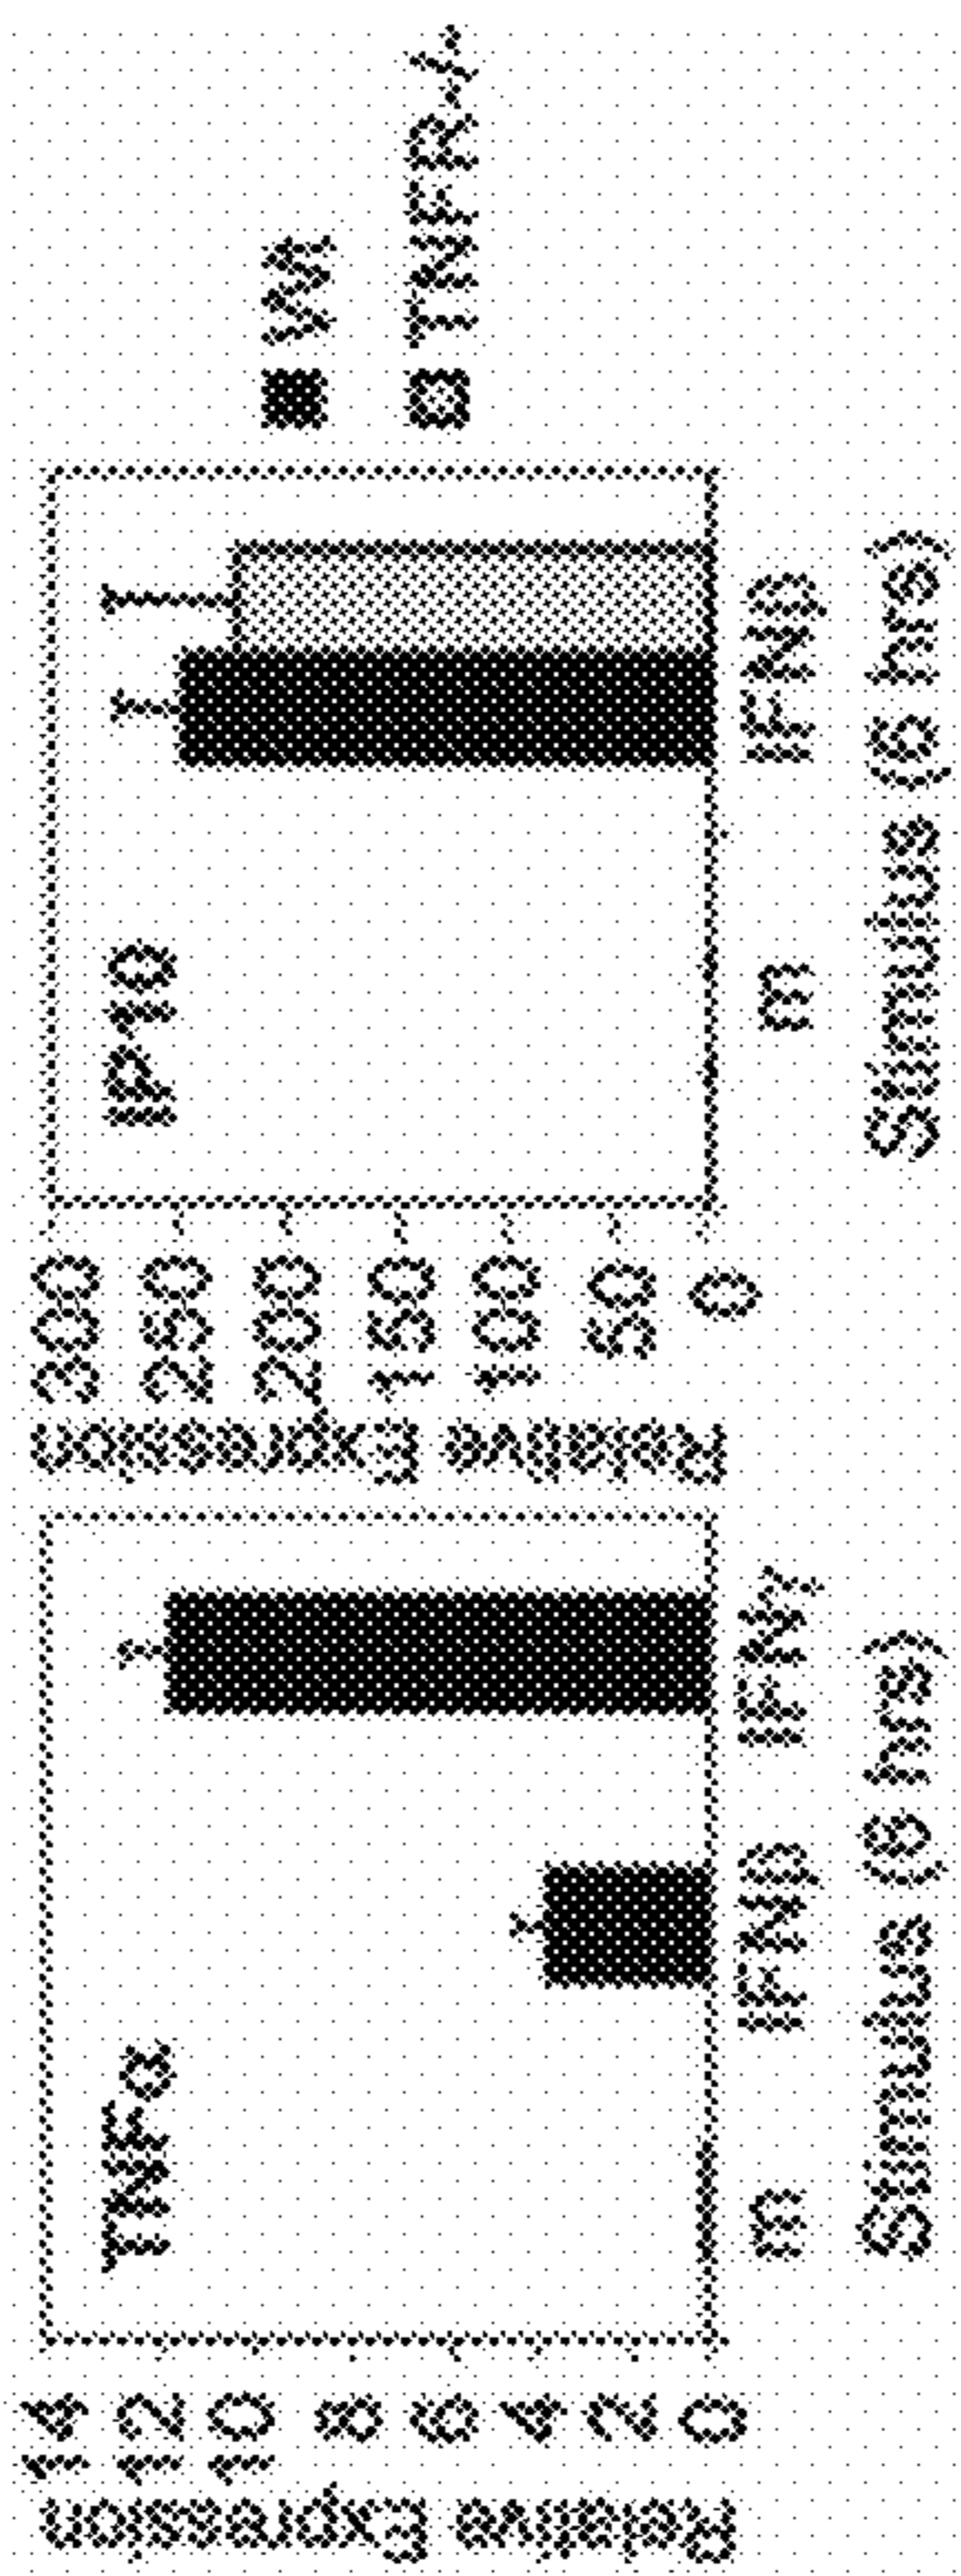 Relative Expression
14
12
10
8
6
4
2
0
TNFα
m IFNβ IFNγ
Stimulus (6 hrs)
Relative Expression
300
250
200
150
100
50
0
IP10
m IFNβ
Stimulus (6 hrs)
Wt
TNFR-/-